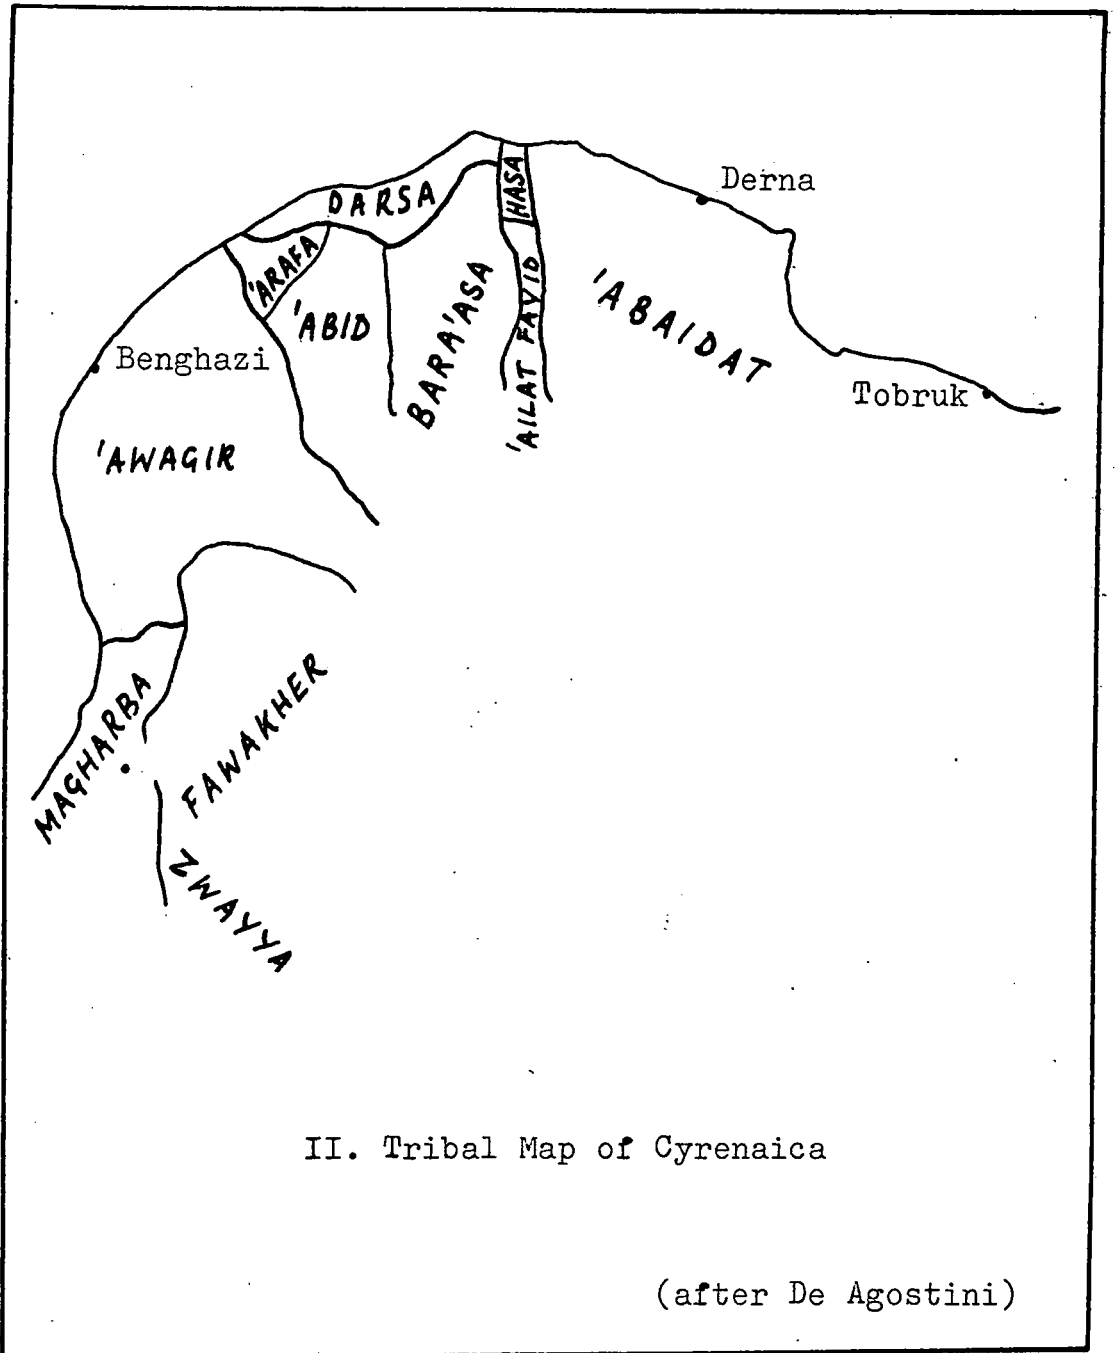 Derna
HASA
DARSA
'ARAFA
'ABID
BARA'ASA
'AILAT FAYID
'ABAIDAT
Benghazi
Tobruk
'AWAGIR
MAGHARBA
FAWAKHER
ZWAYYA
II. Tribal Map of Cyrenaica
(after De Agostini)